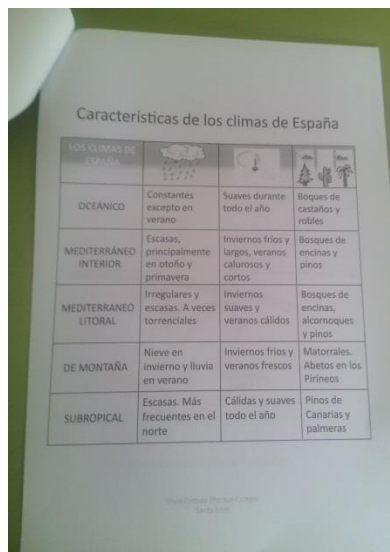 Características de los climas de España
LOS CLIMAS DE
ESPAÑA
OCEÁNICO
Constantes
excepto en
verano
Suaves durante
todo el año
Boques de
castaños y
robles
MEDITERRÁNEO
INTERIOR
Escasas,
principalmente
en otoño y
primavera
Inviernos fríos y
largos, veranos
calurosos y
cortos
Bosques de
encinas y
pinos
MEDITERRANEO
LITORAL
Irregulares y
escasas. A veces
torrenciales
Inviernos
suaves y
veranos cálidos
Bosques de
encinas,
alcornoques
y pinos
DE MONTAÑA
Nieve en
invierno y lluvia
en verano
Inviernos frios y
veranos frescos
Matorrales.
Abetos en los
Pirineos
SUBROPICAL
Escasas. Más
frecuentes en el
norte
Cálidas y suaves
todo el año
Pinos de
Canarias y
palmeras